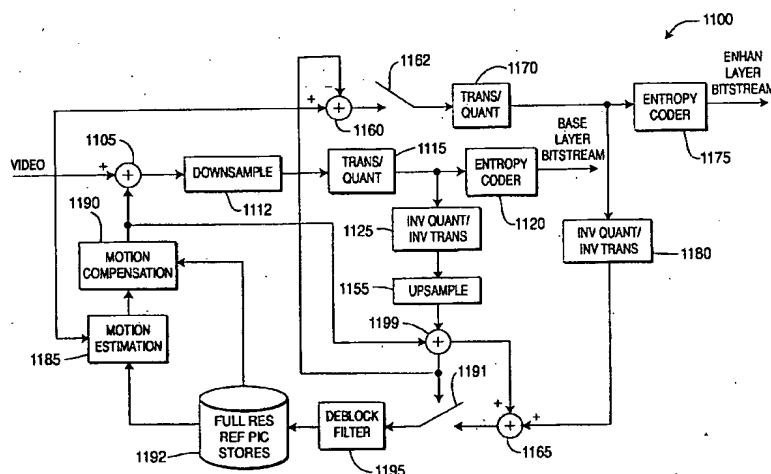 1100
1162
1170
ENHAN
LAYER
BITSTREAM
−
+
1160
TRANS/
QUANT
ENTROPY
CODER
1175
BASE
LAYER
BITSTREAM
1105
VIDEO
+
DOWNSAMPLE
1112
1115
TRANS/
QUANT
ENTROPY
CODER
1120
1190
MOTION
COMPENSATION
1125
INV QUANT/
INV TRANS
INV QUANT/
INV TRANS
1180
1155
UPSAMPLE
MOTION
ESTIMATION
1185
1199
1191
FULL RES
REF PIC
STORES
1192
DEBLOCK
FILTER
1195
+
+
1165